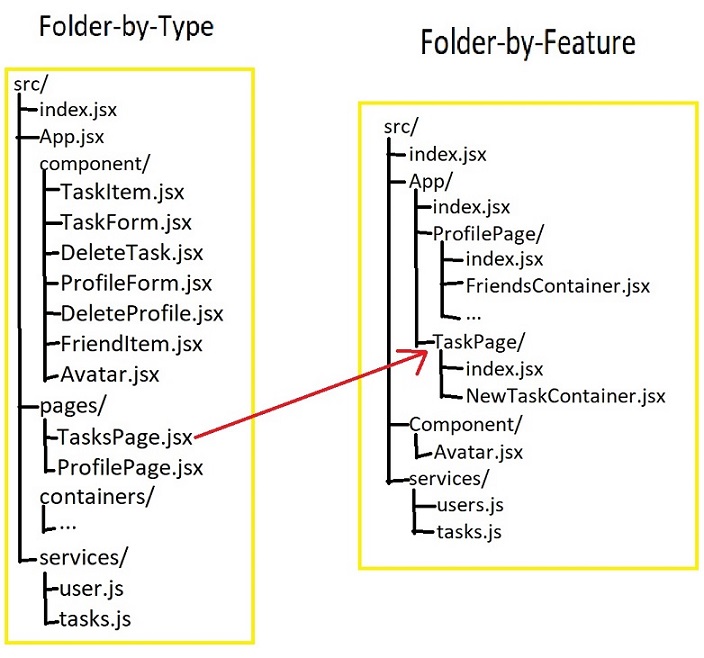 Folder-by-Type
src/
index.jsx
App.jsx
component/
TaskItem.jsx
TaskForm.jsx
DeleteTask.jsx
ProfileForm.jsx
DeleteProfile.jsx
FriendItem.jsx
Avatar.jsx
pages/
TasksPage.jsx
ProfilePage.jsx
containers/
...
services/
user.js
tasks.js
Folder-by-Feature
src/
index.jsx
App/
index.jsx
ProfilePage/
index.jsx
FriendsContainer.jsx
...
TaskPage/
index.jsx
NewTaskContainer.jsx
Component/
Avatar.jsx
services/
users.js
tasks.js